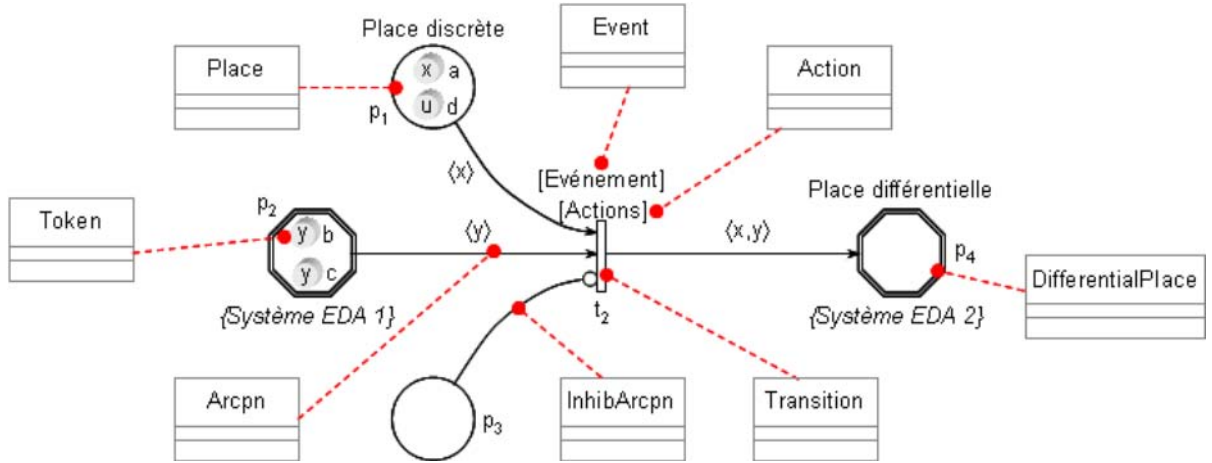 Place discrète
Event
Place
Action
x a
u d
p1
⟨x⟩
[Evénement]
[Actions]
Place différentielle
Token
p2
y b
y c
⟨y⟩
⟨x,y⟩
p4
DifferentialPlace
{Système EDA 1}
t2
{Système EDA 2}
Arcpn
p3
InhibArcpn
Transition